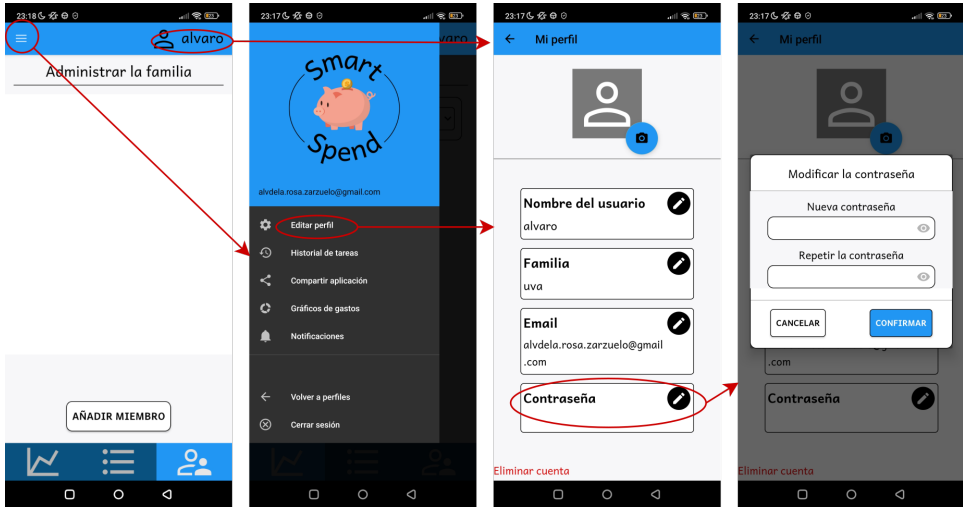 23:18
alvaro
Administrar la familia
AÑADIR MIEMBRO
23:17
varo
Smart
Spend
alvdela.rosa.zarzuelo@gmail.com
Editar perfil
Historial de tareas
Compartir aplicación
Gráficos de gastos
Notificaciones
Volver a perfiles
Cerrar sesión
23:17
Mi perfil
Nombre del usuario
alvaro
Familia
uva
Email
alvdela.rosa.zarzuelo@gmail
.com
Contraseña
Eliminar cuenta
23:17
Mi perfil
Modificar la contraseña
Nueva contraseña
Repetir la contraseña
CANCELAR
CONFIRMAR
.com
Contraseña
Eliminar cuenta